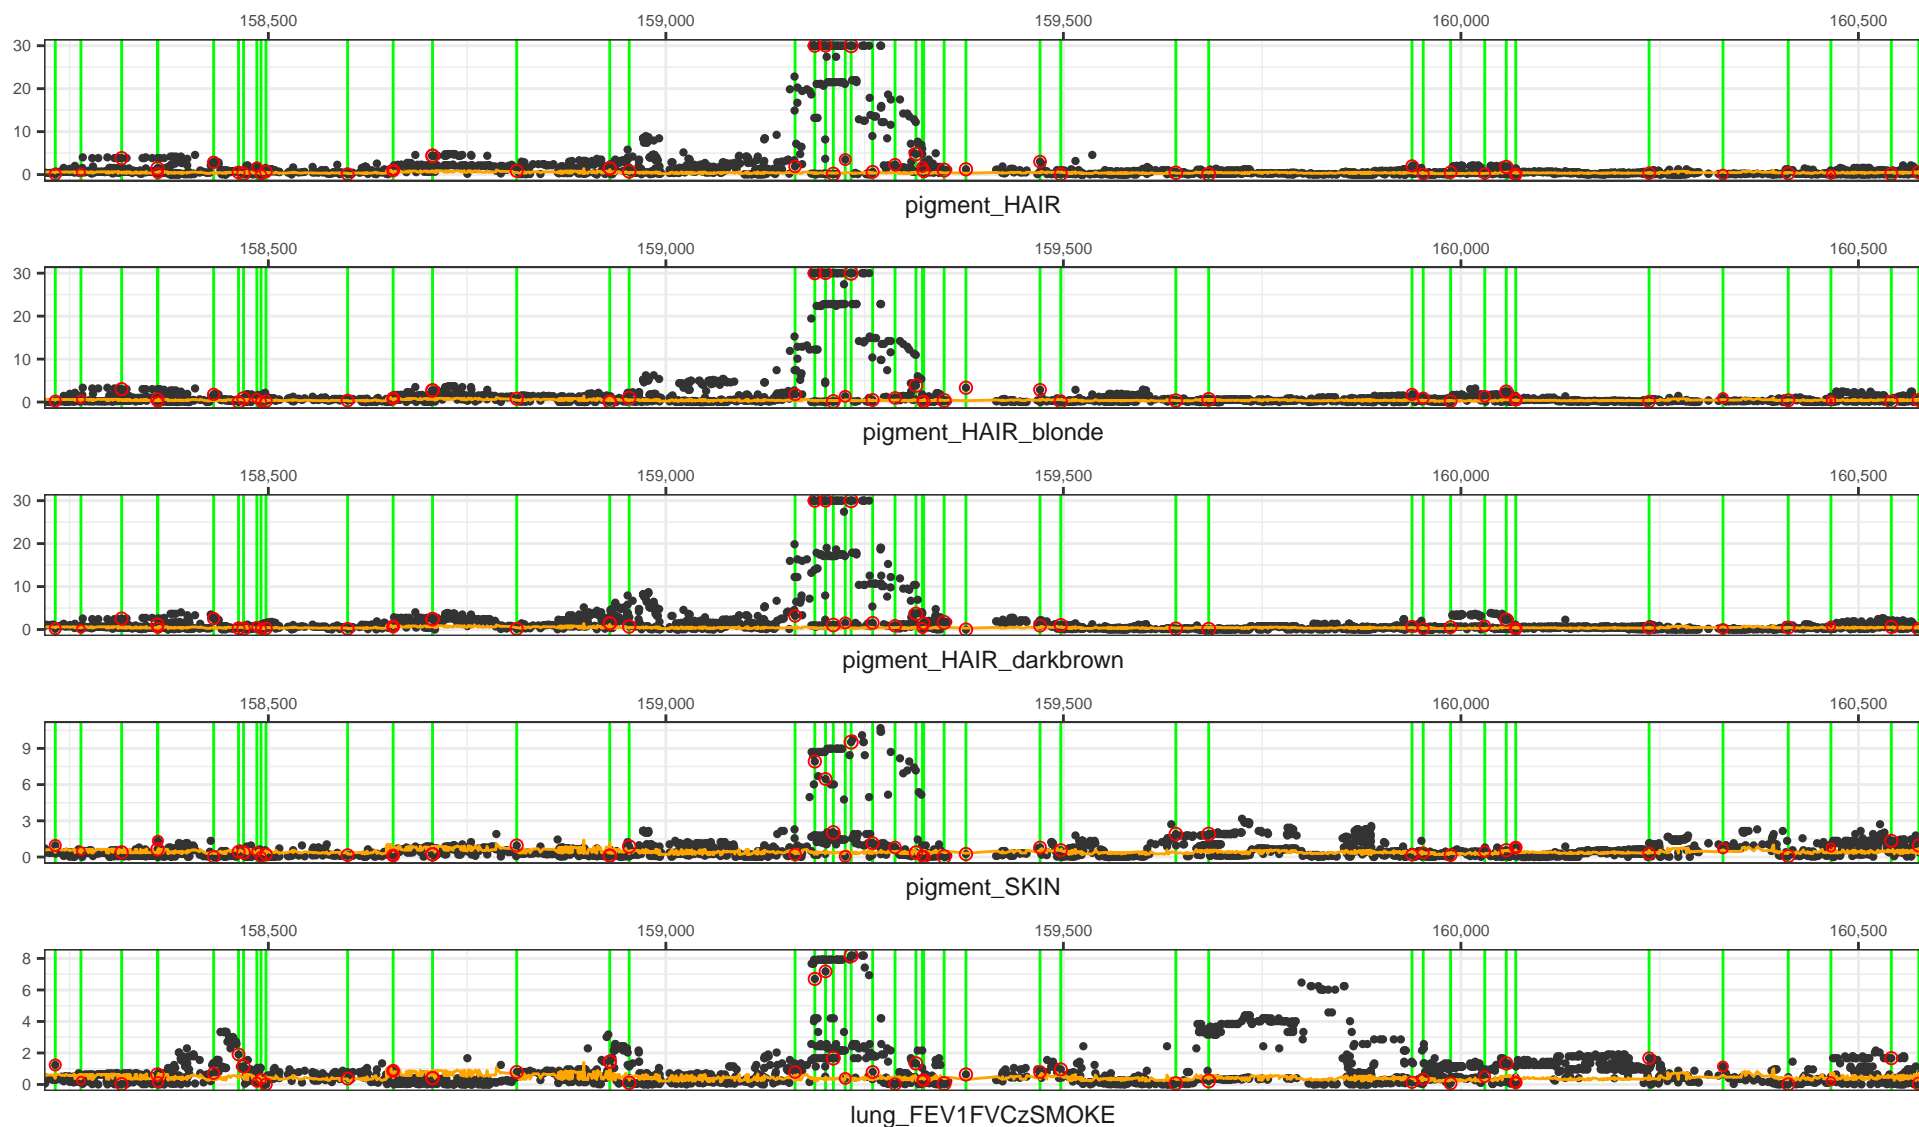 158,500 159,000 159,500 160,000 160,500
30
20
10
0
pigment_HAIR
158,500 159,000 159,500 160,000 160,500
30
20
10
0
pigment_HAIR_blonde
158,500 159,000 159,500 160,000 160,500
30
20
10
0
pigment_HAIR_darkbrown
158,500 159,000 159,500 160,000 160,500
9
6
3
0
pigment_SKIN
158,500 159,000 159,500 160,000 160,500
8
6
4
2
0
lung_FEV1FVCzSMOKE